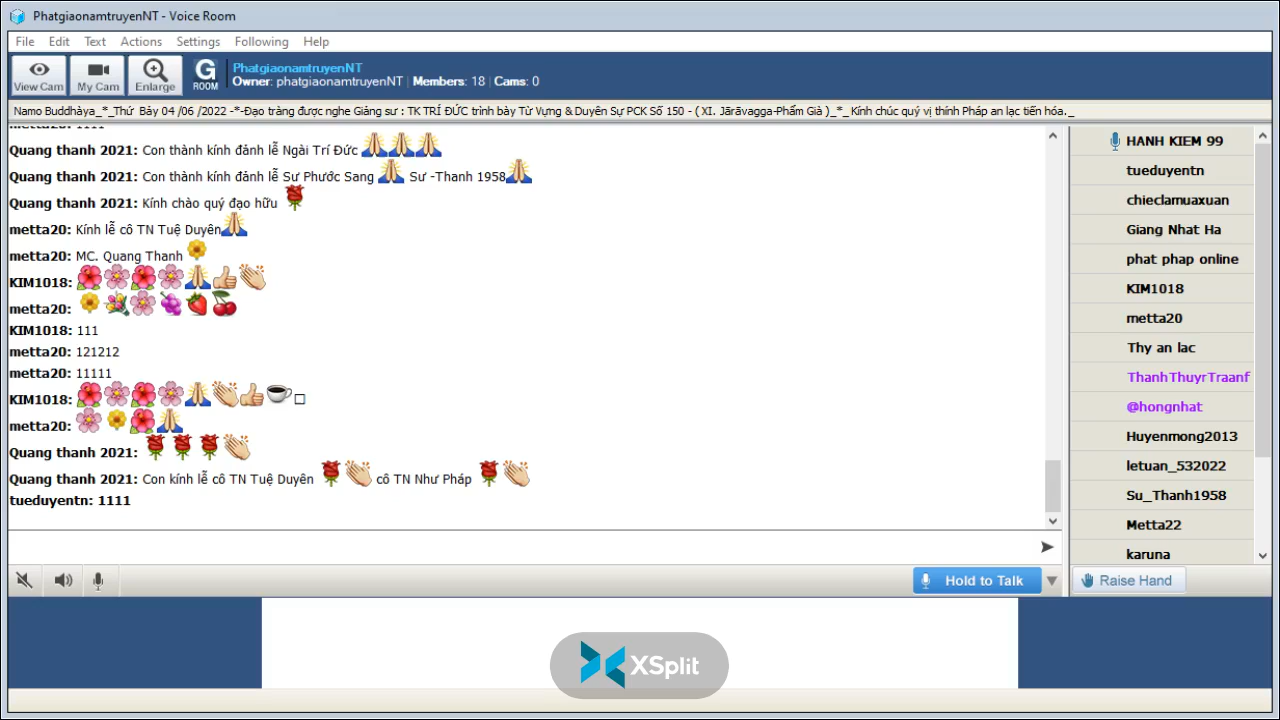 PhatgiaonamtruyenNT - Voice Room
File Edit Text Actions Settings Following Help
View Cam My Cam Enlarge G ROOM
PhatgiaonamtruyenNT
Owner: phatgiaonamtruyenNT | Members: 18 | Cams: 0
Namo Buddhàya_*_Thứ Bảy 04 /06 /2022 -*-Đạo tràng được nghe Giảng sư : TK TRÍ ĐỨC trình bày Từ Vựng & Duyên Sự PCK Số 150 - ( XI. Jārāvagga-Phẩm Già )_*_ Kính chúc quý vị thính Pháp an lạc tiến hóa._
metta20: 1111
Quang thanh 2021: Con thành kính đảnh lễ Ngài Trí Đức 🙏🙏🙏
Quang thanh 2021: Con thành kính đảnh lễ Sư Phước Sang 🙏 Sư -Thanh 1958🙏
Quang thanh 2021: Kính chào quý đạo hữu 🌹
metta20: Kính lễ cô TN Tuệ Duyên🙏
metta20: MC. Quang Thanh 🌼
KIM1018: 🌺🌸🌺🌸🙏👍👏
metta20: 🌼💐🌸🍇🍓🍒
KIM1018: 111
metta20: 121212
metta20: 11111
KIM1018: 🌺🌸🌺🌸🙏👏👍☕□
metta20: 🌸🌼🌺🙏
Quang thanh 2021: 🌹🌹🌹👏
Quang thanh 2021: Con kính lễ cô TN Tuệ Duyên 🌹👏 cô TN Như Pháp 🌹👏
tueduyentn: 1111
HANH KIEM 99
tueduyentn
chieclamuaxuan
Giang Nhat Ha
phat phap online
KIM1018
metta20
Thy an lac
ThanhThuyrTraanf
@hongnhat
Huyenmong2013
letuan_532022
Su_Thanh1958
Metta22
karuna
Hold to Talk
Raise Hand
XSplit